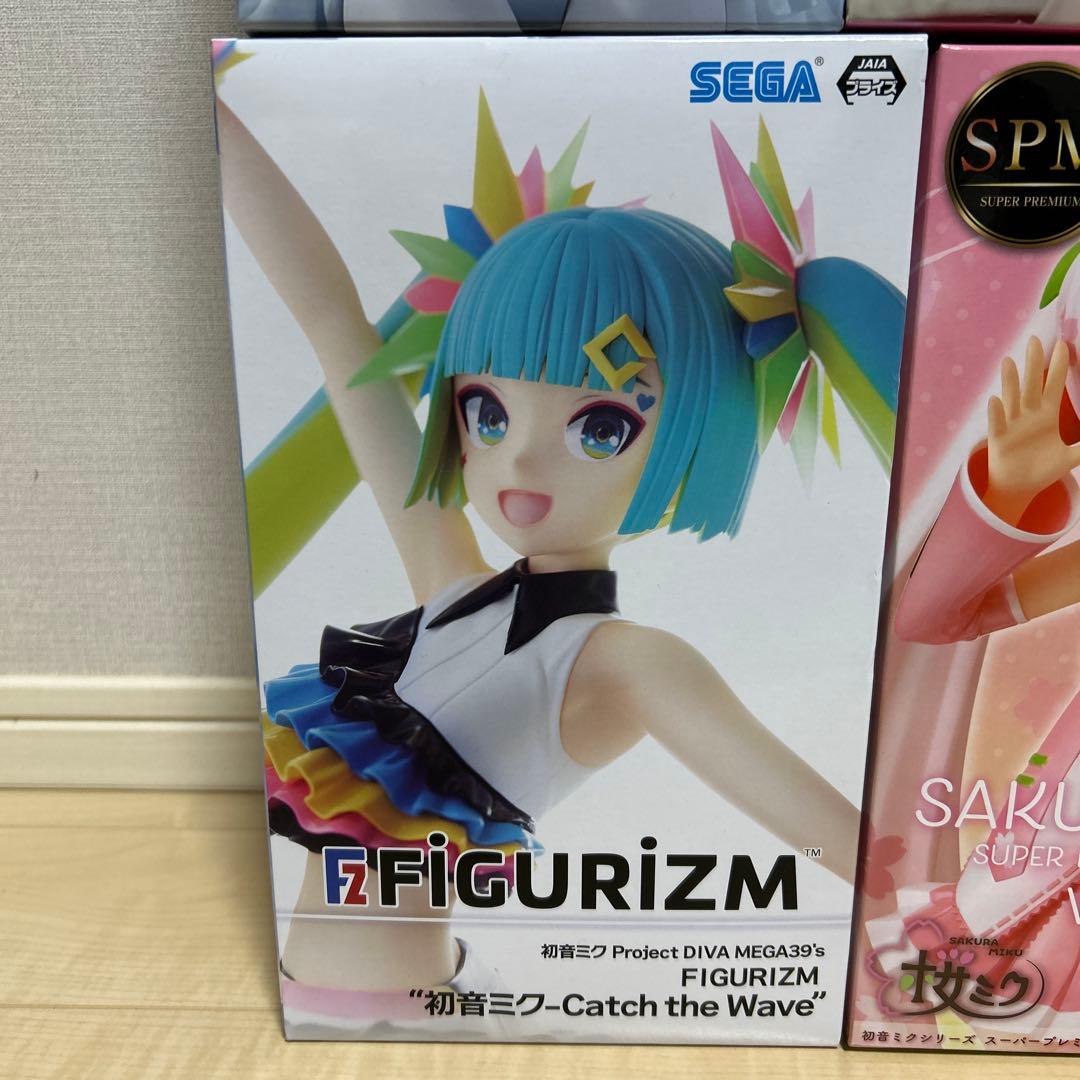 SEGA®
JAIA
プライズ
FZ FiGURiZM™
初音ミク Project DIVA MEGA39's
FIGURIZM
"初音ミク–Catch the Wave"
SPM
SUPER PREMIUM
SAKU
SUPER
SAKURA
MIKU
桜ミク
初音ミクシリーズ スーパープレミ